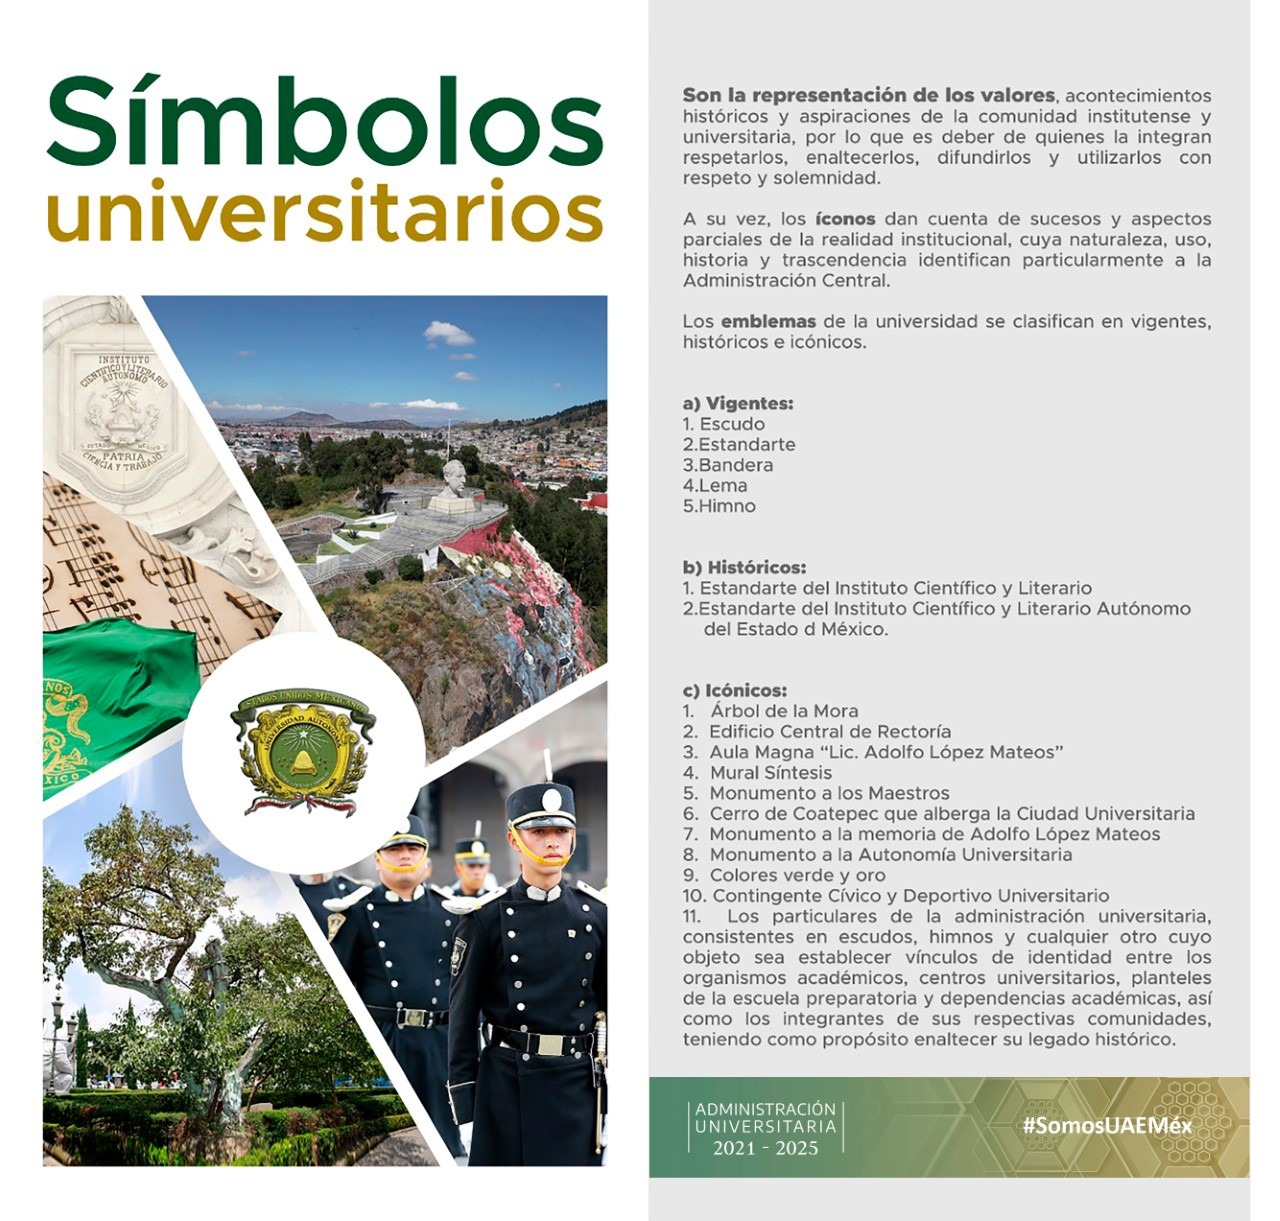 Símbolos
universitarios
INSTITUTO
CIENTIFICO Y LITERARIO
AUTONOMO
ESTADO DE MEXICO
PATRIA
CIENCIA Y TRABAJO
ESTADOS UNIDOS MEXICANOS
UNIVERSIDAD AUTONOMA
Son la representación de los valores, acontecimientos
históricos y aspiraciones de la comunidad institutense y
universitaria, por lo que es deber de quienes la integran
respetarlos, enaltecerlos, difundirlos y utilizarlos con
respeto y solemnidad.
A su vez, los íconos dan cuenta de sucesos y aspectos
parciales de la realidad institucional, cuya naturaleza, uso,
historia y trascendencia identifican particularmente a la
Administración Central.
Los emblemas de la universidad se clasifican en vigentes,
históricos e icónicos.
a) Vigentes:
1. Escudo
2.Estandarte
3.Bandera
4.Lema
5.Himno
b) Históricos:
1. Estandarte del Instituto Científico y Literario
2.Estandarte del Instituto Científico y Literario Autónomo
del Estado d México.
c) Icónicos:
1. Árbol de la Mora
2. Edificio Central de Rectoría
3. Aula Magna “Lic. Adolfo López Mateos”
4. Mural Síntesis
5. Monumento a los Maestros
6. Cerro de Coatepec que alberga la Ciudad Universitaria
7. Monumento a la memoria de Adolfo López Mateos
8. Monumento a la Autonomía Universitaria
9. Colores verde y oro
10. Contingente Cívico y Deportivo Universitario
11. Los particulares de la administración universitaria,
consistentes en escudos, himnos y cualquier otro cuyo
objeto sea establecer vínculos de identidad entre los
organismos académicos, centros universitarios, planteles
de la escuela preparatoria y dependencias académicas, así
como los integrantes de sus respectivas comunidades,
teniendo como propósito enaltecer su legado histórico.
ADMINISTRACIÓN
UNIVERSITARIA
2021 - 2025
#SomosUAEMéx